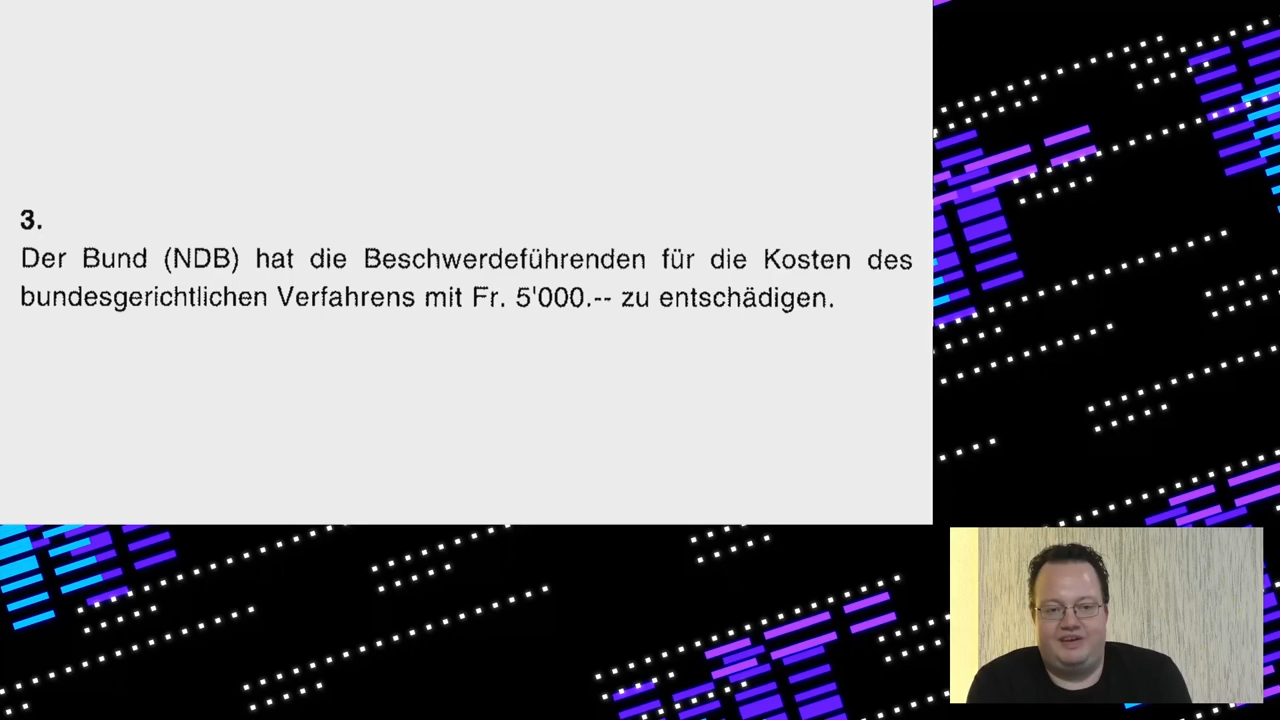 3.
Der Bund (NDB) hat die Beschwerdeführenden für die Kosten des
bundesgerichtlichen Verfahrens mit Fr. 5'000.-- zu entschädigen.